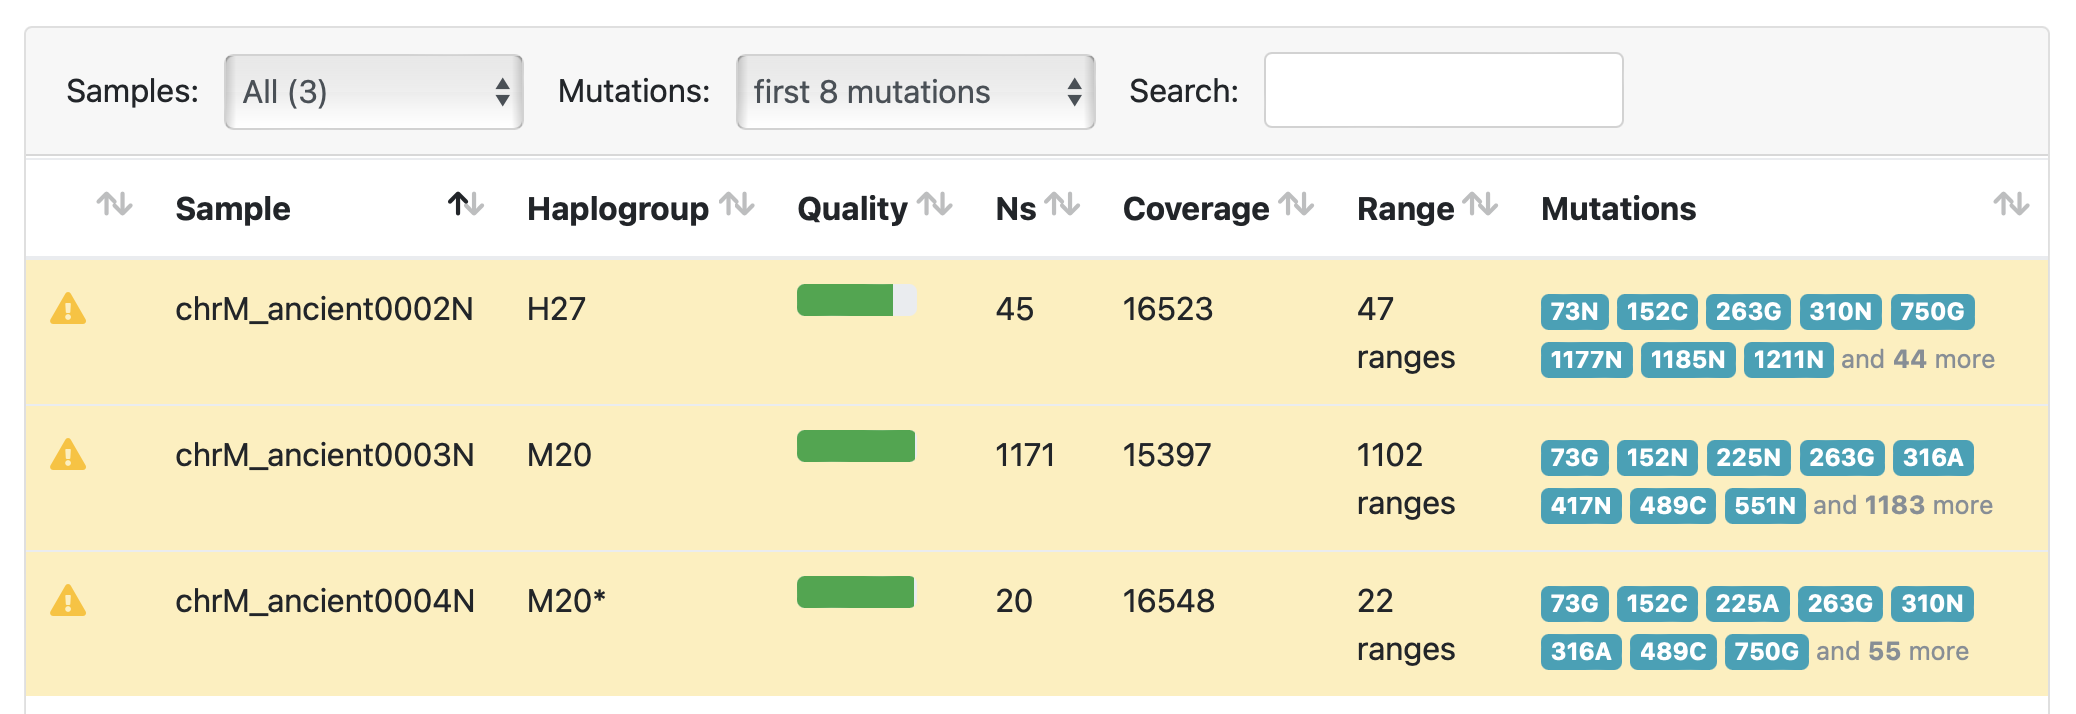 Samples: All (3) Mutations: first 8 mutations Search:
Sample Haplogroup Quality Ns Coverage Range Mutations
chrM_ancient0002N H27 45 16523 47 73N 152C 263G 310N 750G
ranges 1177N 1185N 1211N and 44 more
chrM_ancient0003N M20 1171 15397 1102 73G 152N 225N 263G 316A
ranges 417N 489C 551N and 1183 more
chrM_ancient0004N M20* 20 16548 22 73G 152C 225A 263G 310N
ranges 316A 489C 750G and 55 more